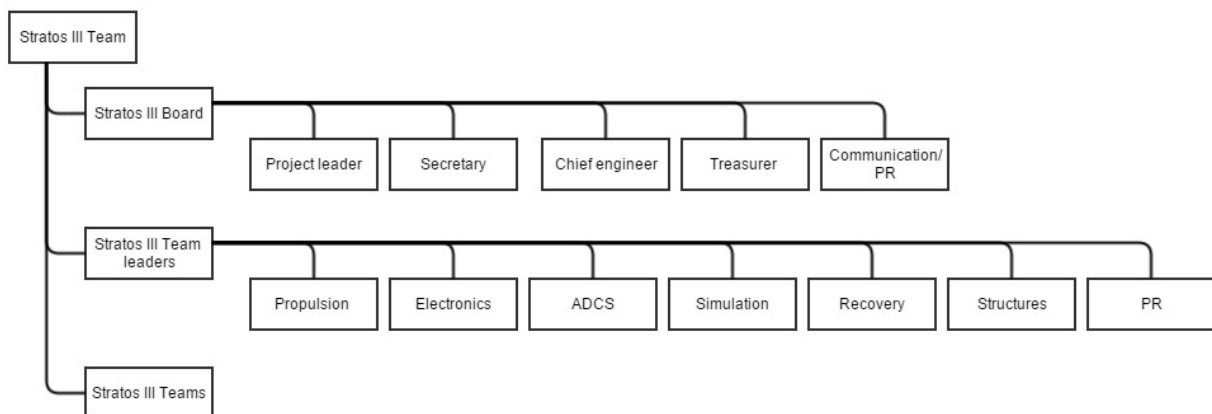 Stratos III Team
Stratos III Board
Project leader
Secretary
Chief engineer
Treasurer
Communication/
PR
Stratos III Team
leaders
Propulsion
Electronics
ADCS
Simulation
Recovery
Structures
PR
Stratos III Teams